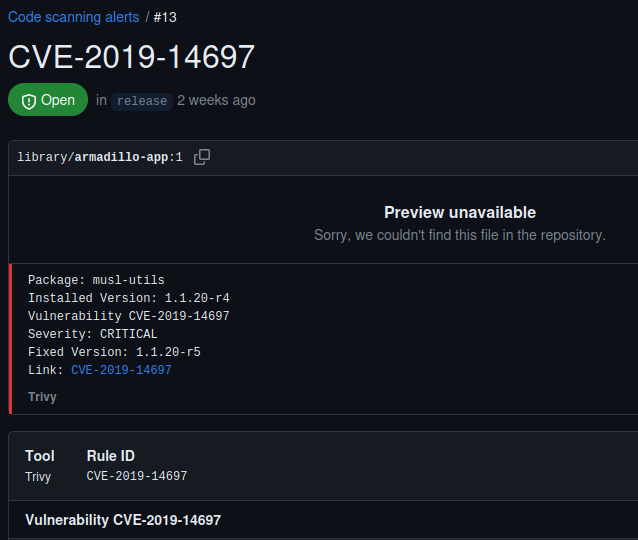 Code scanning alerts / #13
CVE-2019-14697
Open in release 2 weeks ago
library/armadillo-app:1
Preview unavailable
Sorry, we couldn't find this file in the repository.
Package: musl-utils
Installed Version: 1.1.20-r4
Vulnerability CVE-2019-14697
Severity: CRITICAL
Fixed Version: 1.1.20-r5
Link: CVE-2019-14697
Trivy
Tool Rule ID
Trivy CVE-2019-14697
Vulnerability CVE-2019-14697